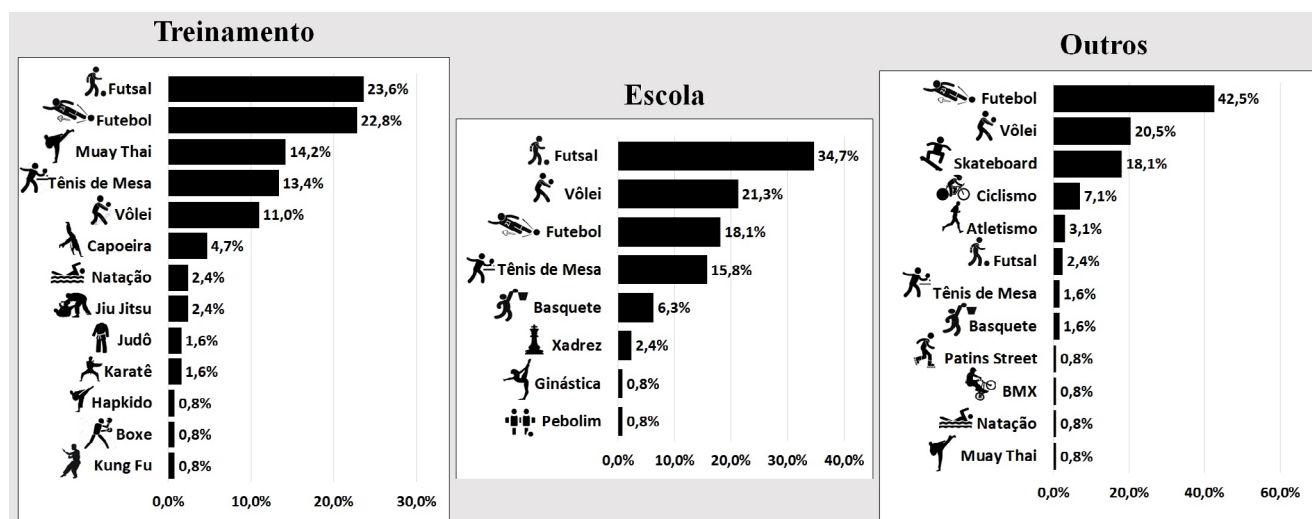 Treinamento
Futsal 23,6%
Futebol 22,8%
Muay Thai 14,2%
Tênis de Mesa 13,4%
Vôlei 11,0%
Capoeira 4,7%
Natação 2,4%
Jiu Jitsu 2,4%
Judô 1,6%
Karatê 1,6%
Hapkido 0,8%
Boxe 0,8%
Kung Fu 0,8%
0,0% 10,0% 20,0% 30,0%
Escola
Futsal 34,7%
Vôlei 21,3%
Futebol 18,1%
Tênis de Mesa 15,8%
Basquete 6,3%
Xadrez 2,4%
Ginástica 0,8%
Pebolim 0,8%
0,0% 10,0% 20,0% 30,0% 40,0%
Outros
Futebol 42,5%
Vôlei 20,5%
Skateboard 18,1%
Ciclismo 7,1%
Atletismo 3,1%
Futsal 2,4%
Tênis de Mesa 1,6%
Basquete 1,6%
Patins Street 0,8%
BMX 0,8%
Natação 0,8%
Muay Thai 0,8%
0,0% 20,0% 40,0% 60,0%